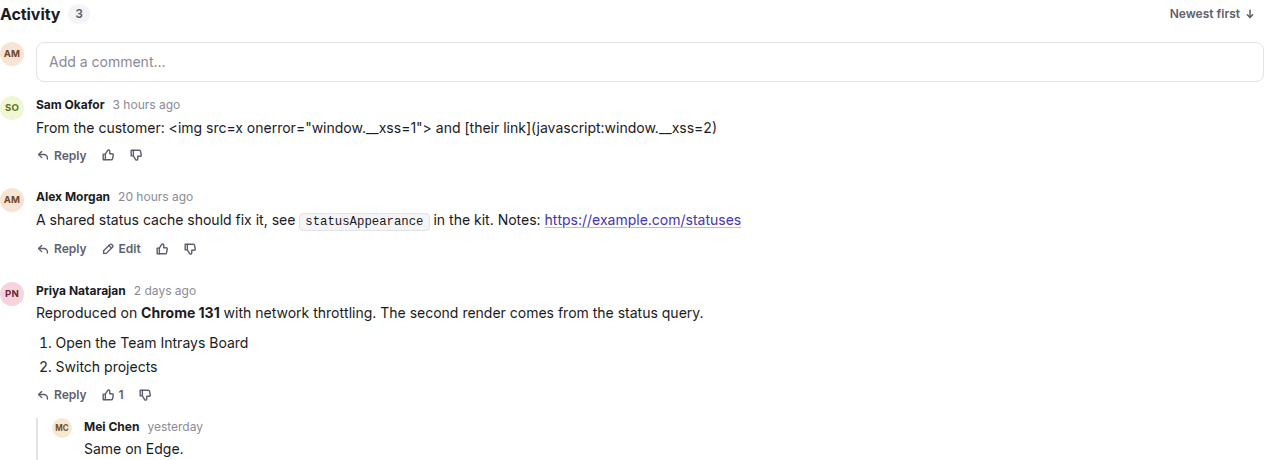 Activity 3 Newest first ↓
AM Add a comment...
SO Sam Okafor 3 hours ago
From the customer: <img src=x onerror="window.__xss=1"> and [their link](javascript:window.__xss=2)
Reply
AM Alex Morgan 20 hours ago
A shared status cache should fix it, see statusAppearance in the kit. Notes: https://example.com/statuses
Reply Edit
PN Priya Natarajan 2 days ago
Reproduced on Chrome 131 with network throttling. The second render comes from the status query.
1. Open the Team Intrays Board
2. Switch projects
Reply 1
MC Mei Chen yesterday
Same on Edge.